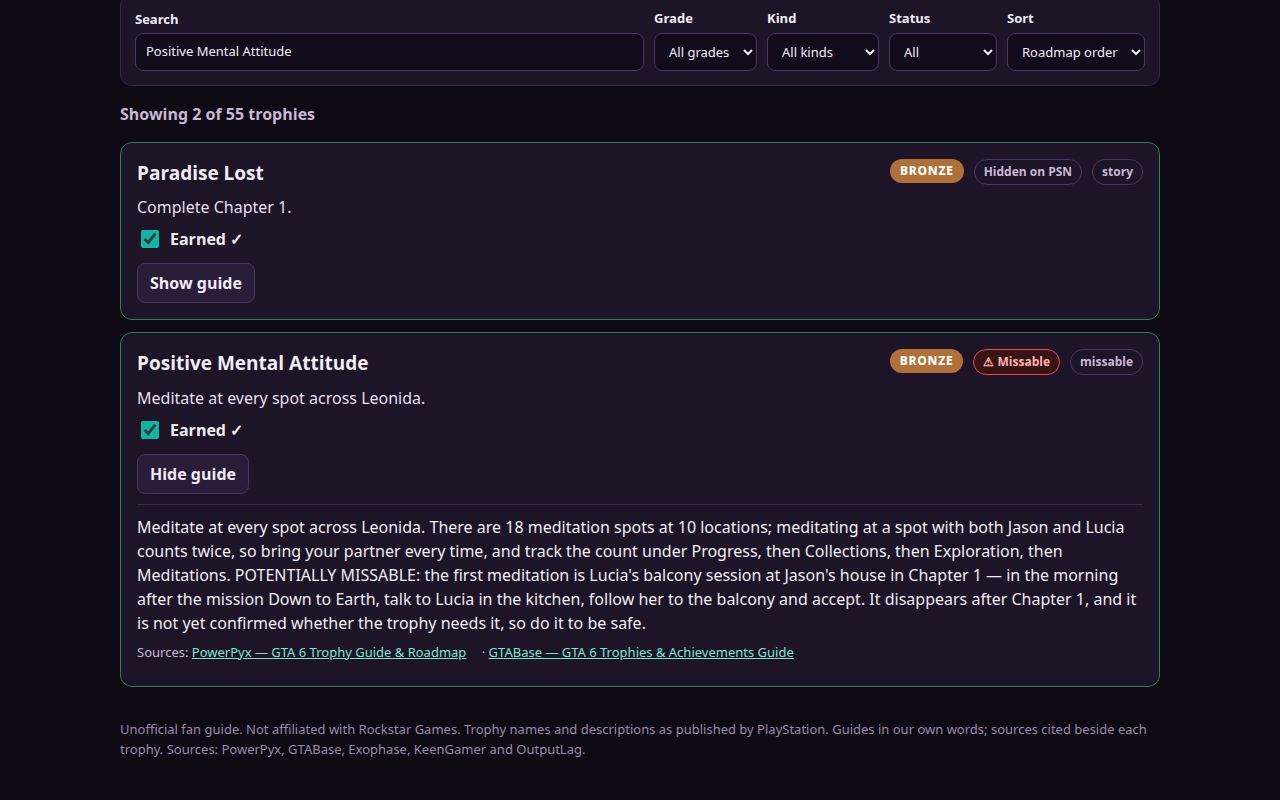 Search
Grade
Kind
Status
Sort
Positive Mental Attitude
All grades
All kinds
All
Roadmap order
Showing 2 of 55 trophies
Paradise Lost
BRONZE
Hidden on PSN
story
Complete Chapter 1.
Earned ✓
Show guide
Positive Mental Attitude
BRONZE
⚠ Missable
missable
Meditate at every spot across Leonida.
Earned ✓
Hide guide
Meditate at every spot across Leonida. There are 18 meditation spots at 10 locations; meditating at a spot with both Jason and Lucia
counts twice, so bring your partner every time, and track the count under Progress, then Collections, then Exploration, then
Meditations. POTENTIALLY MISSABLE: the first meditation is Lucia's balcony session at Jason's house in Chapter 1 — in the morning
after the mission Down to Earth, talk to Lucia in the kitchen, follow her to the balcony and accept. It disappears after Chapter 1, and it
is not yet confirmed whether the trophy needs it, so do it to be safe.
Sources: PowerPyx — GTA 6 Trophy Guide & Roadmap · GTABase — GTA 6 Trophies & Achievements Guide
Unofficial fan guide. Not affiliated with Rockstar Games. Trophy names and descriptions as published by PlayStation. Guides in our own words; sources cited beside each
trophy. Sources: PowerPyx, GTABase, Exophase, KeenGamer and OutputLag.